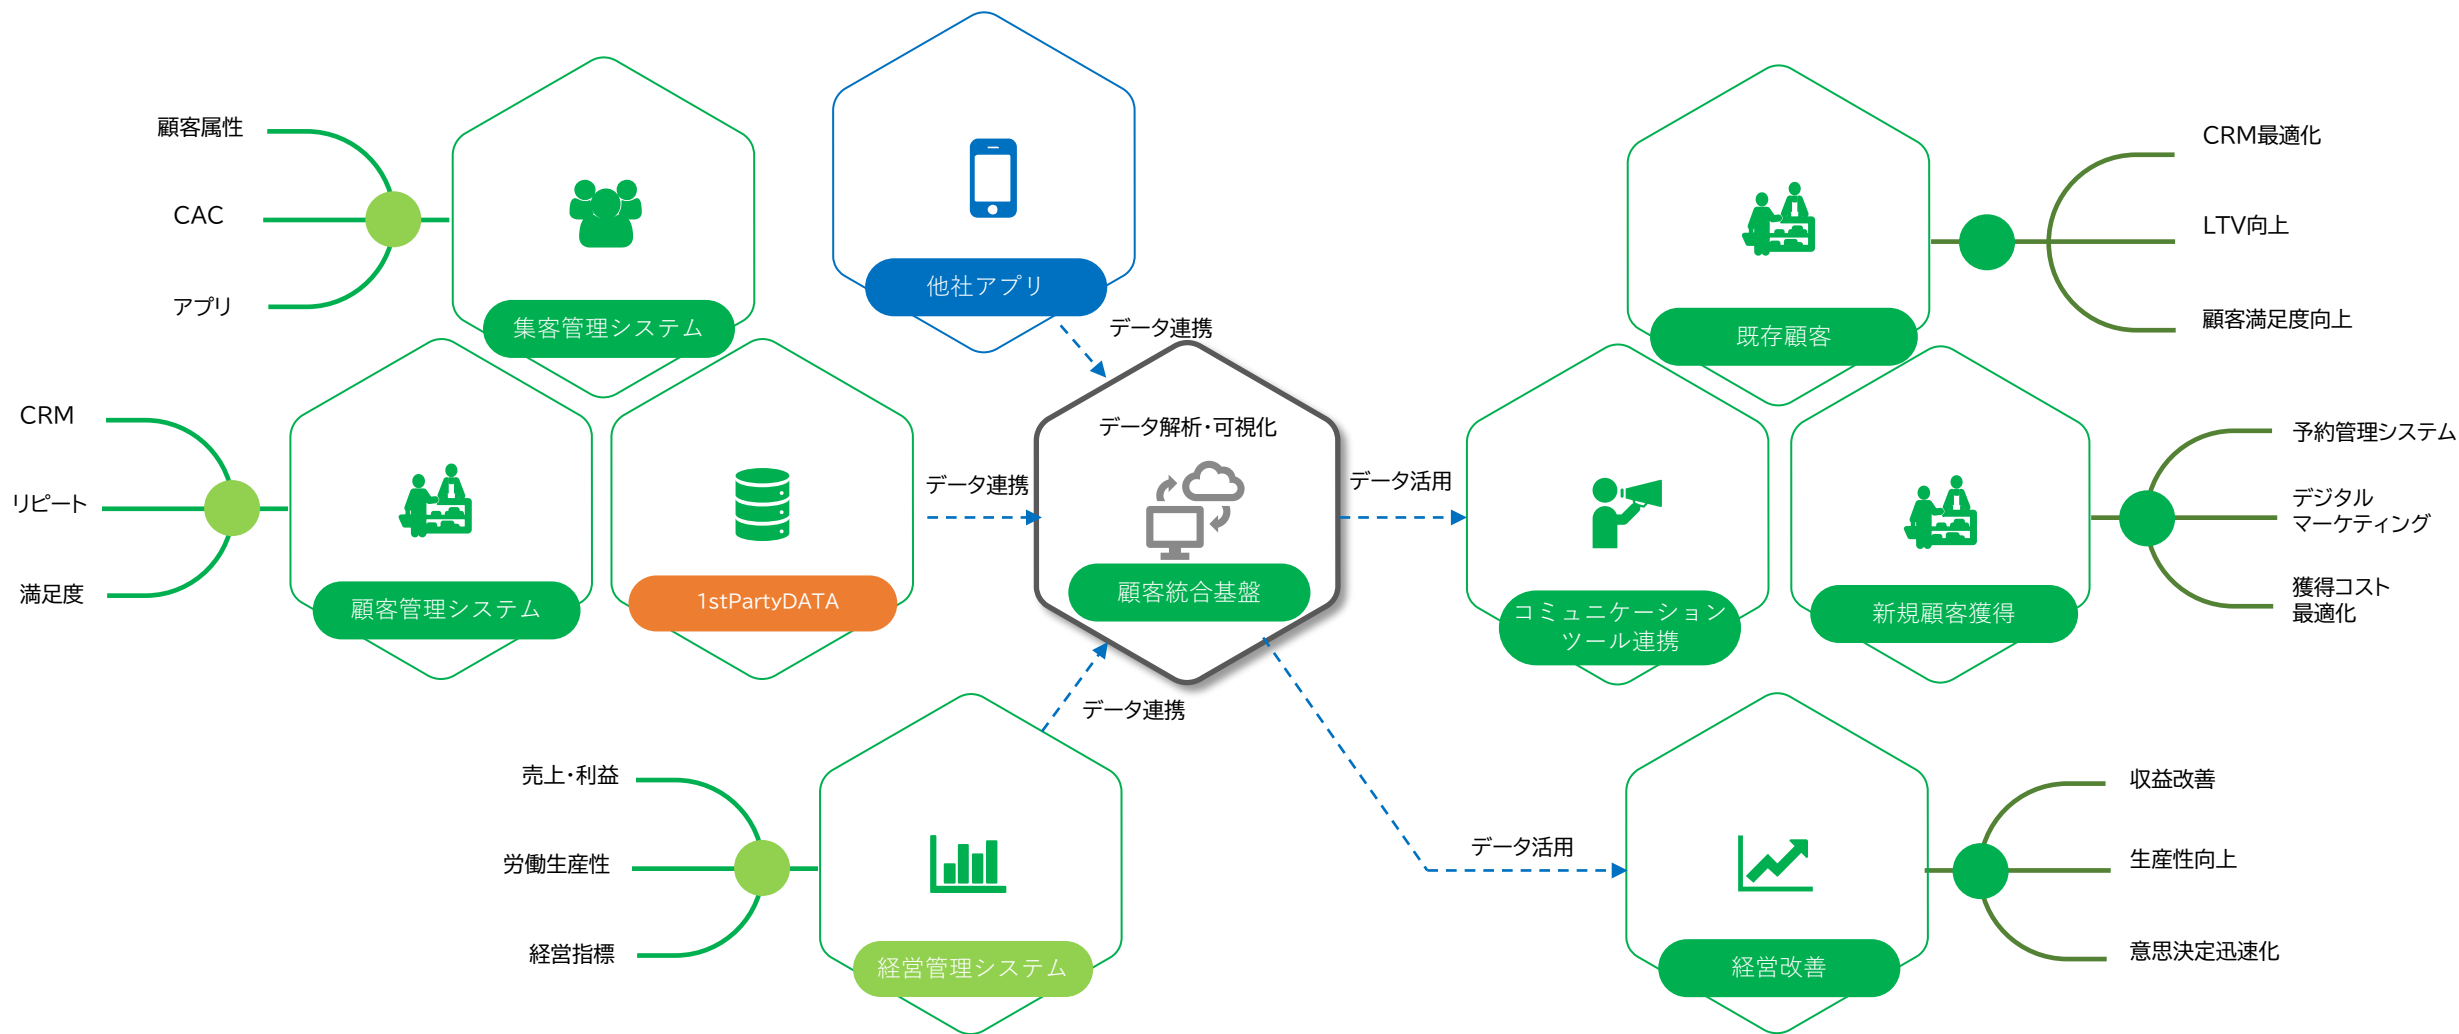 顧客属性
CAC
アプリ
集客管理システム
他社アプリ
データ連携
CRM
リピート
満足度
顧客管理システム
1stPartyDATA
データ連携
データ解析・可視化
顧客統合基盤
データ活用
既存顧客
CRM最適化
LTV向上
顧客満足度向上
コミュニケーション
ツール連携
新規顧客獲得
予約管理システム
デジタル
マーケティング
獲得コスト
最適化
データ連携
売上・利益
労働生産性
経営指標
経営管理システム
データ活用
経営改善
収益改善
生産性向上
意思決定迅速化